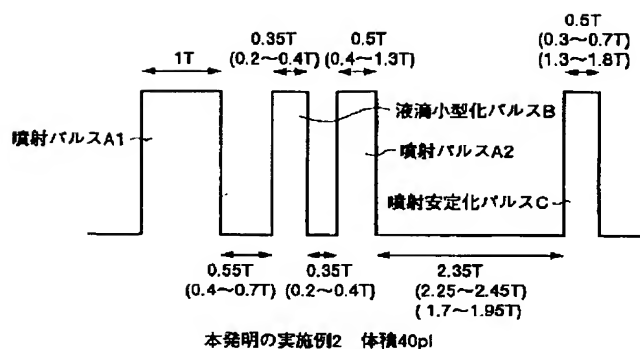 0.5T
(0.3〜0.7T)
(1.3〜1.8T)
0.35T
(0.2〜0.4T)
0.5T
(0.4〜1.3T)
1T
噴射パルスA1
液滴小型化パルスB
噴射パルスA2
噴射安定化パルスC
0.55T
(0.4〜0.7T)
0.35T
(0.2〜0.4T)
2.35T
(2.25〜2.45T)
( 1.7〜1.95T)
本発明の実施例2 体積40pl